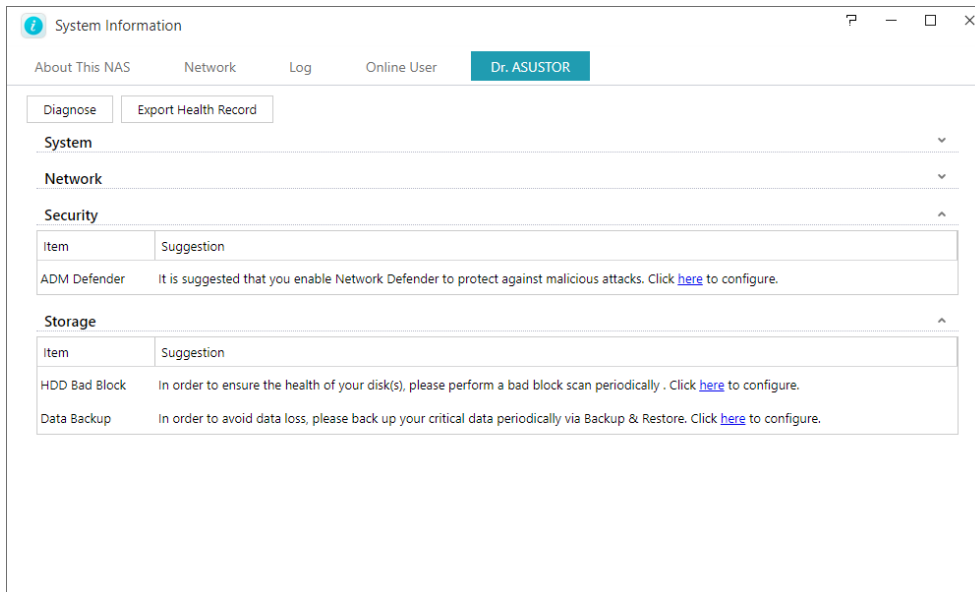 System Information
About This NAS Network Log Online User Dr. ASUSTOR
Diagnose Export Health Record
System
Network
Security
Item Suggestion
ADM Defender It is suggested that you enable Network Defender to protect against malicious attacks. Click here to configure.
Storage
Item Suggestion
HDD Bad Block In order to ensure the health of your disk(s), please perform a bad block scan periodically . Click here to configure.
Data Backup In order to avoid data loss, please back up your critical data periodically via Backup & Restore. Click here to configure.